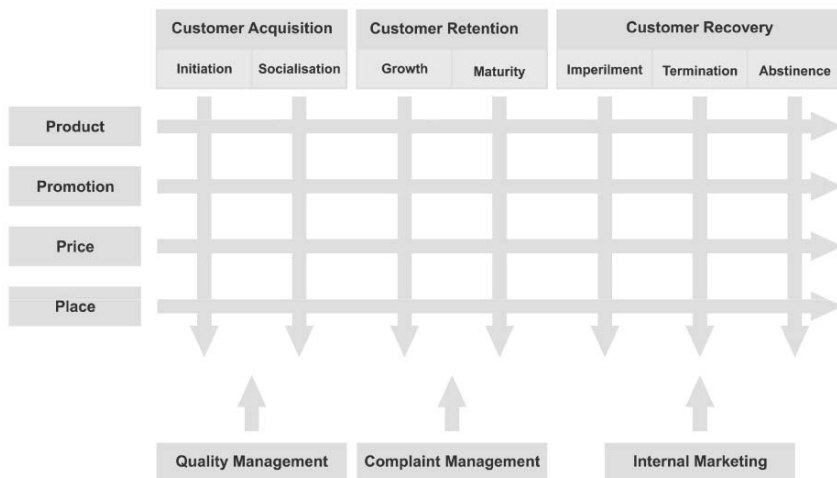 Customer Acquisition
Customer Retention
Customer Recovery
Initiation
Socialisation
Growth
Maturity
Imperilment
Termination
Abstinence
Product
Promotion
Price
Place
Quality Management
Complaint Management
Internal Marketing